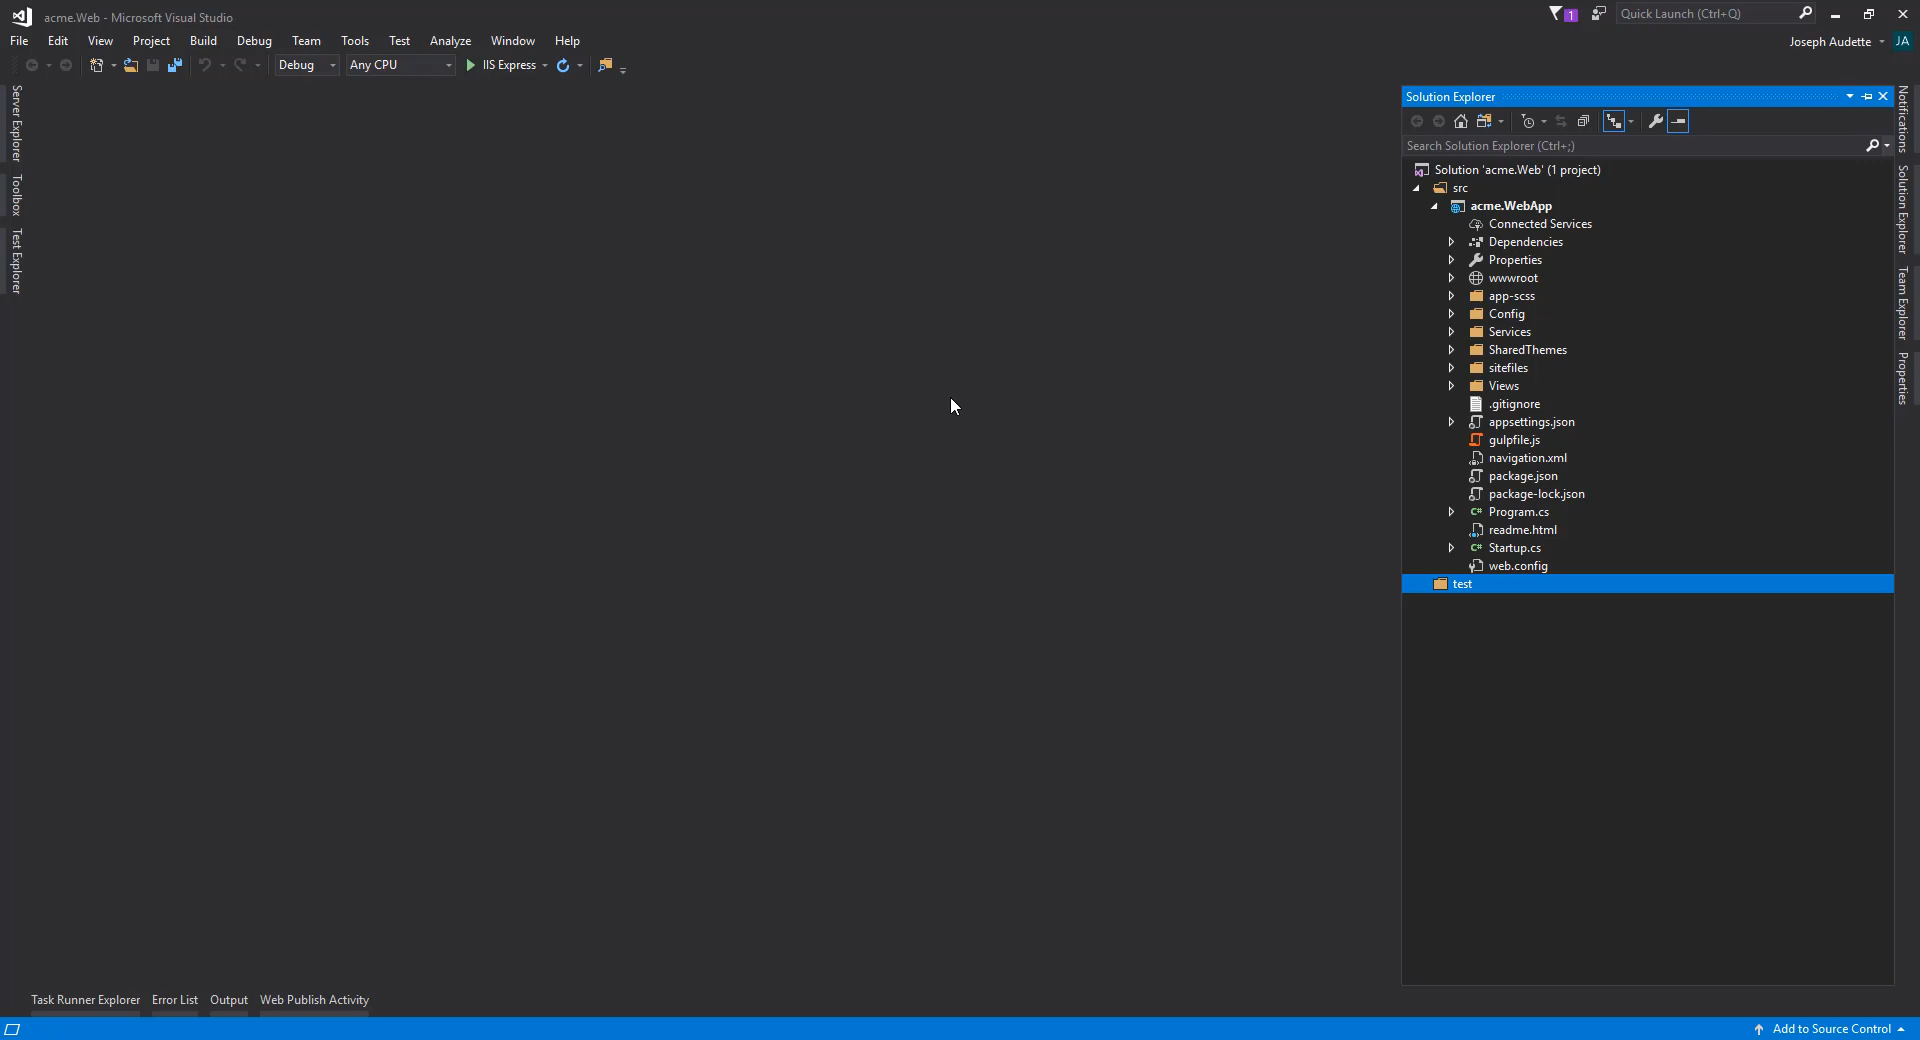 acme.Web - Microsoft Visual Studio
1
Quick Launch (Ctrl+Q)
File Edit View Project Build Debug Team Tools Test Analyze Window Help
Joseph Audette JA
Debug Any CPU IIS Express
Server Explorer
Toolbox
Test Explorer
Solution Explorer
Search Solution Explorer (Ctrl+;)
Solution 'acme.Web' (1 project)
src
acme.WebApp
Connected Services
Dependencies
Properties
wwwroot
app-scss
Config
Services
SharedThemes
sitefiles
Views
.gitignore
appsettings.json
gulpfile.js
navigation.xml
package.json
package-lock.json
C# Program.cs
readme.html
C# Startup.cs
web.config
test
Notifications
Solution Explorer
Team Explorer
Properties
Task Runner Explorer Error List Output Web Publish Activity
Add to Source Control